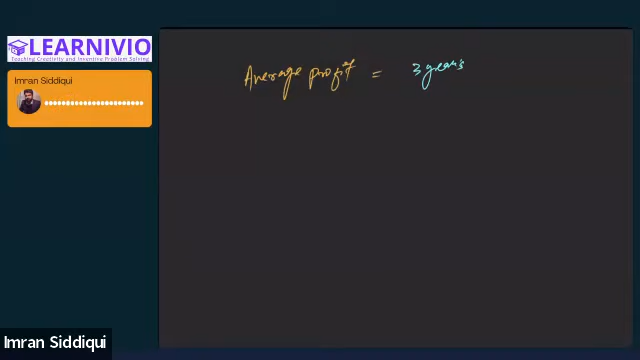 LEARNIVIO
Teaching Creativity and Inventive Problem Solving
Imran Siddiqui
Average profit = 3 years
Imran Siddiqui